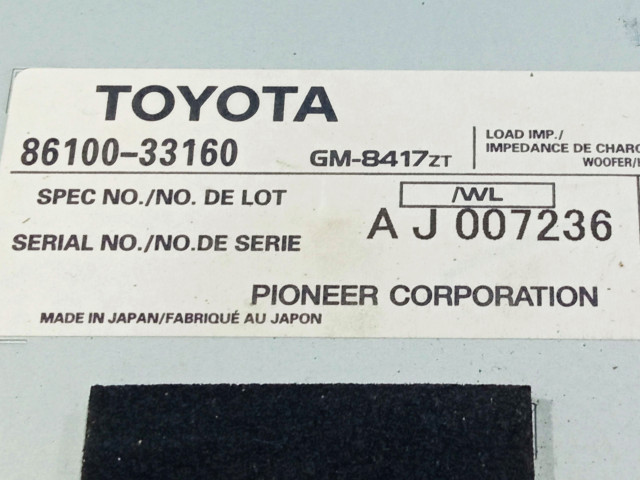 TOYOTA
86100-33160 GM-8417ZT
LOAD IMP./
IMPEDANCE DE CHARG
WOOFER/
SPEC NO./NO. DE LOT /WL
SERIAL NO./NO.DE SERIE A J 007236
PIONEER CORPORATION
MADE IN JAPAN/FABRIQUÉ AU JAPON